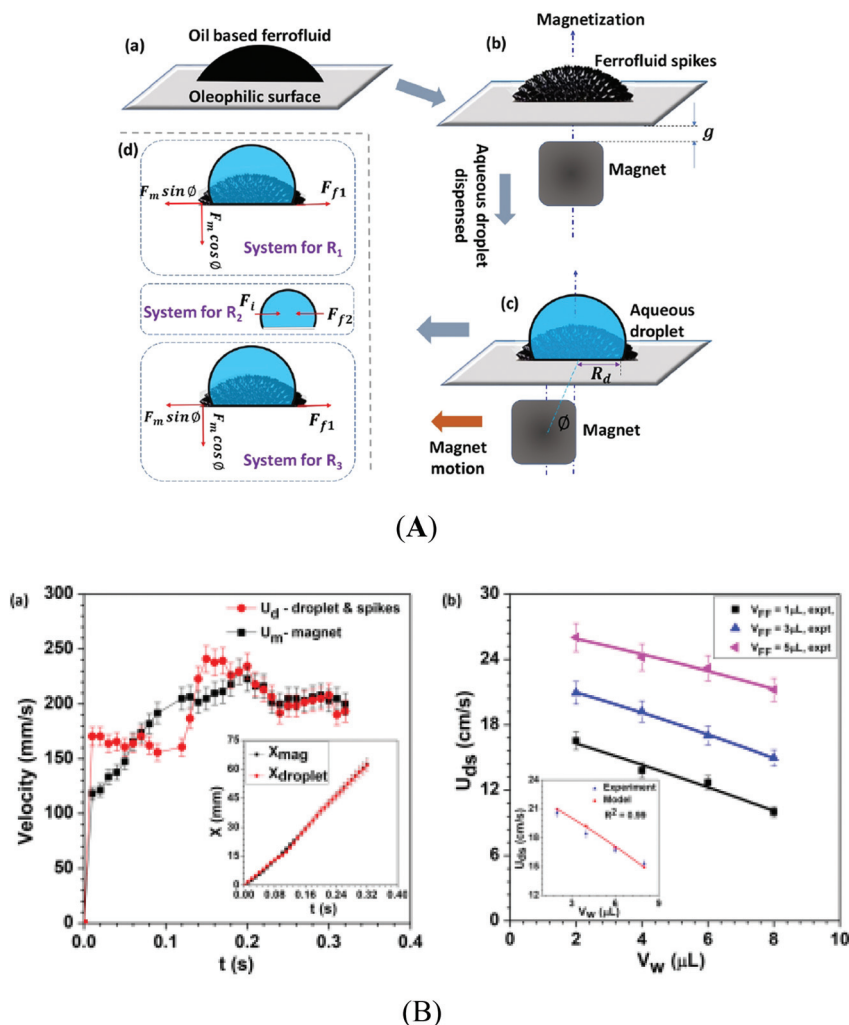 (a)
Oil based ferrofluid
Oleophilic surface
Magnetization
(b)
Ferrofluid spikes
g
Magnet
Aqueous droplet
dispensed
(d)
F_m sin Ø
F_f1
F_m cos Ø
System for R₁
System for R₂
F_i
F_f2
F_m sin Ø
F_f1
F_m cos Ø
System for R₃
(c)
Aqueous
droplet
R_d
Ø
Magnet
Magnet
motion
(A)
(a)
U_d - droplet & spikes
U_m- magnet
Velocity (mm/s)
300
250
200
150
100
50
0
0.0
0.1
0.2
0.3
0.4
t (s)
X_mag
X_droplet
X (mm)
75
60
45
30
15
0
0.00
0.08
0.16
0.24
0.32
0.40
t (s)
(b)
V_FF = 1µL, expt,
V_FF = 3µL, expt
V_FF = 5µL, expt
U_ds (cm/s)
30
24
18
12
6
0
0
2
4
6
8
10
V_w (µL)
Experiment
Model
R² = 0.99
U_ds (cm/s)
24
21
18
15
12
3
6
9
V_w (µL)
(B)